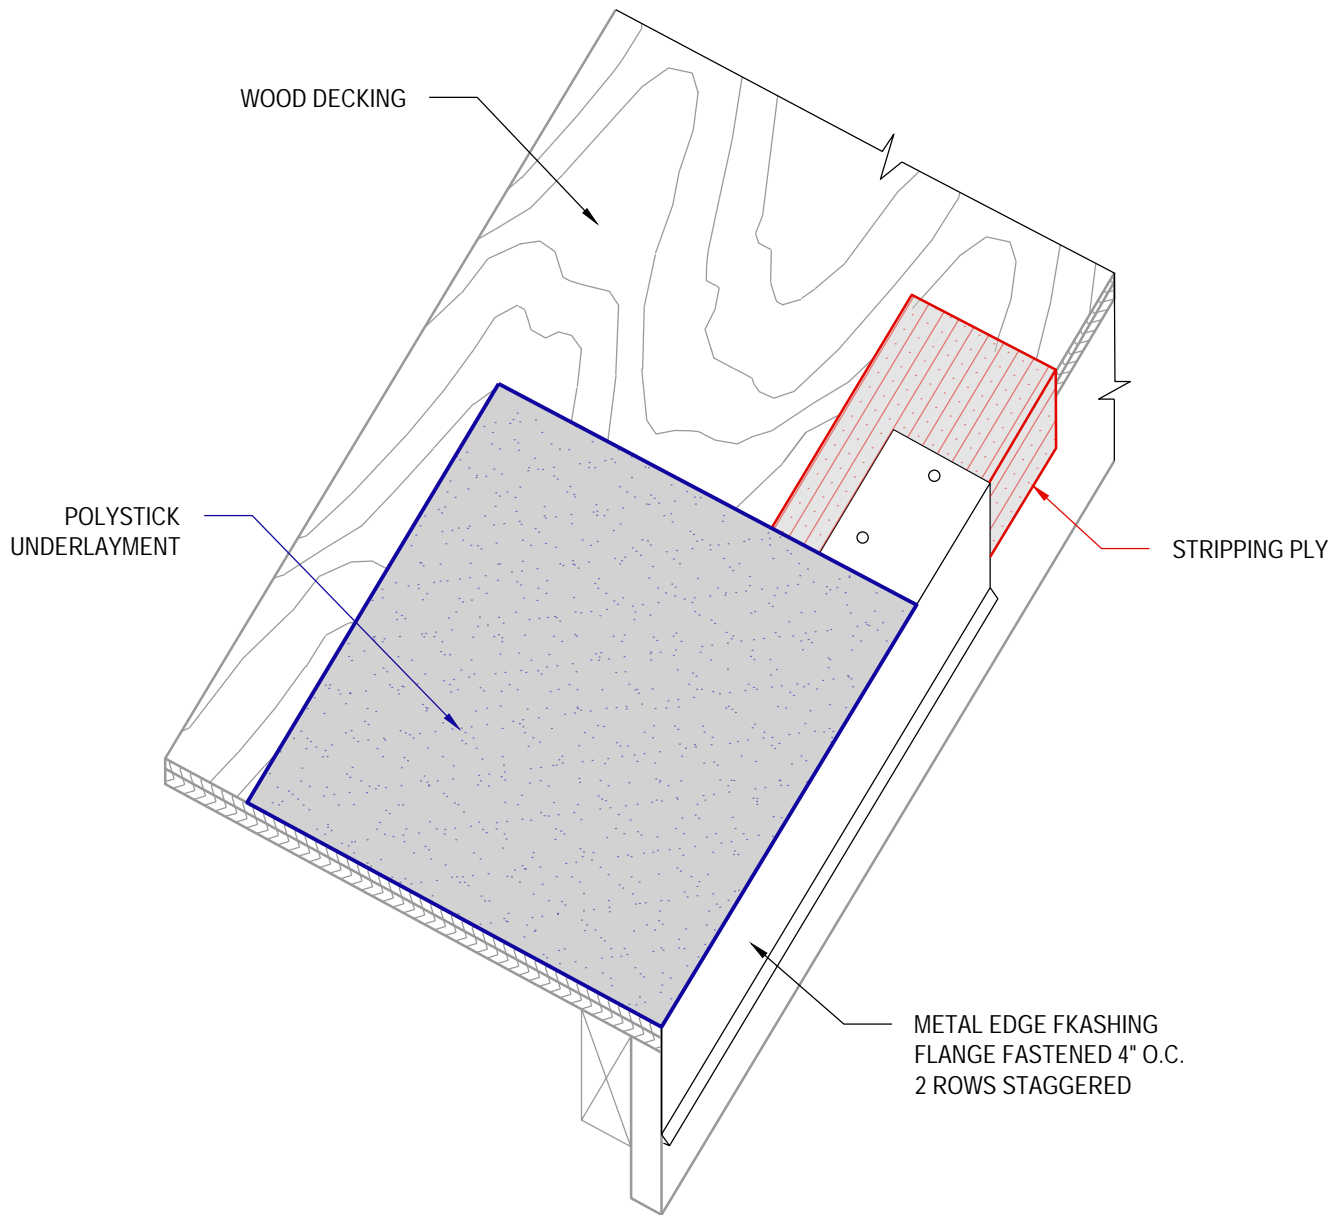 WOOD DECKING
POLYSTICK
UNDERLAYMENT
STRIPPING PLY
METAL EDGE FKASHING
FLANGE FASTENED 4" O.C.
2 ROWS STAGGERED